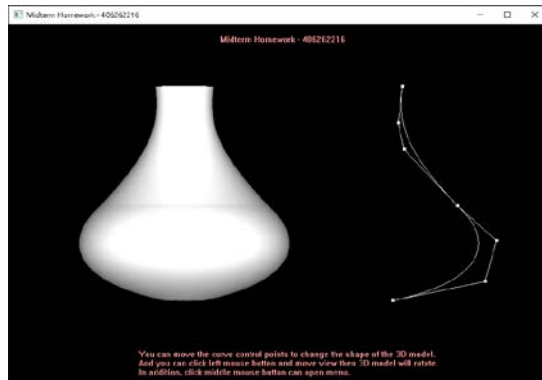 Midterm Homework - 406262216
Midterm Homework - 406262216
You can move the curve control points to change the shape of the 3D model.
And you can click left mouse button and move view then 3D model will rotate.
In addition, click middle mouse button can open menu.